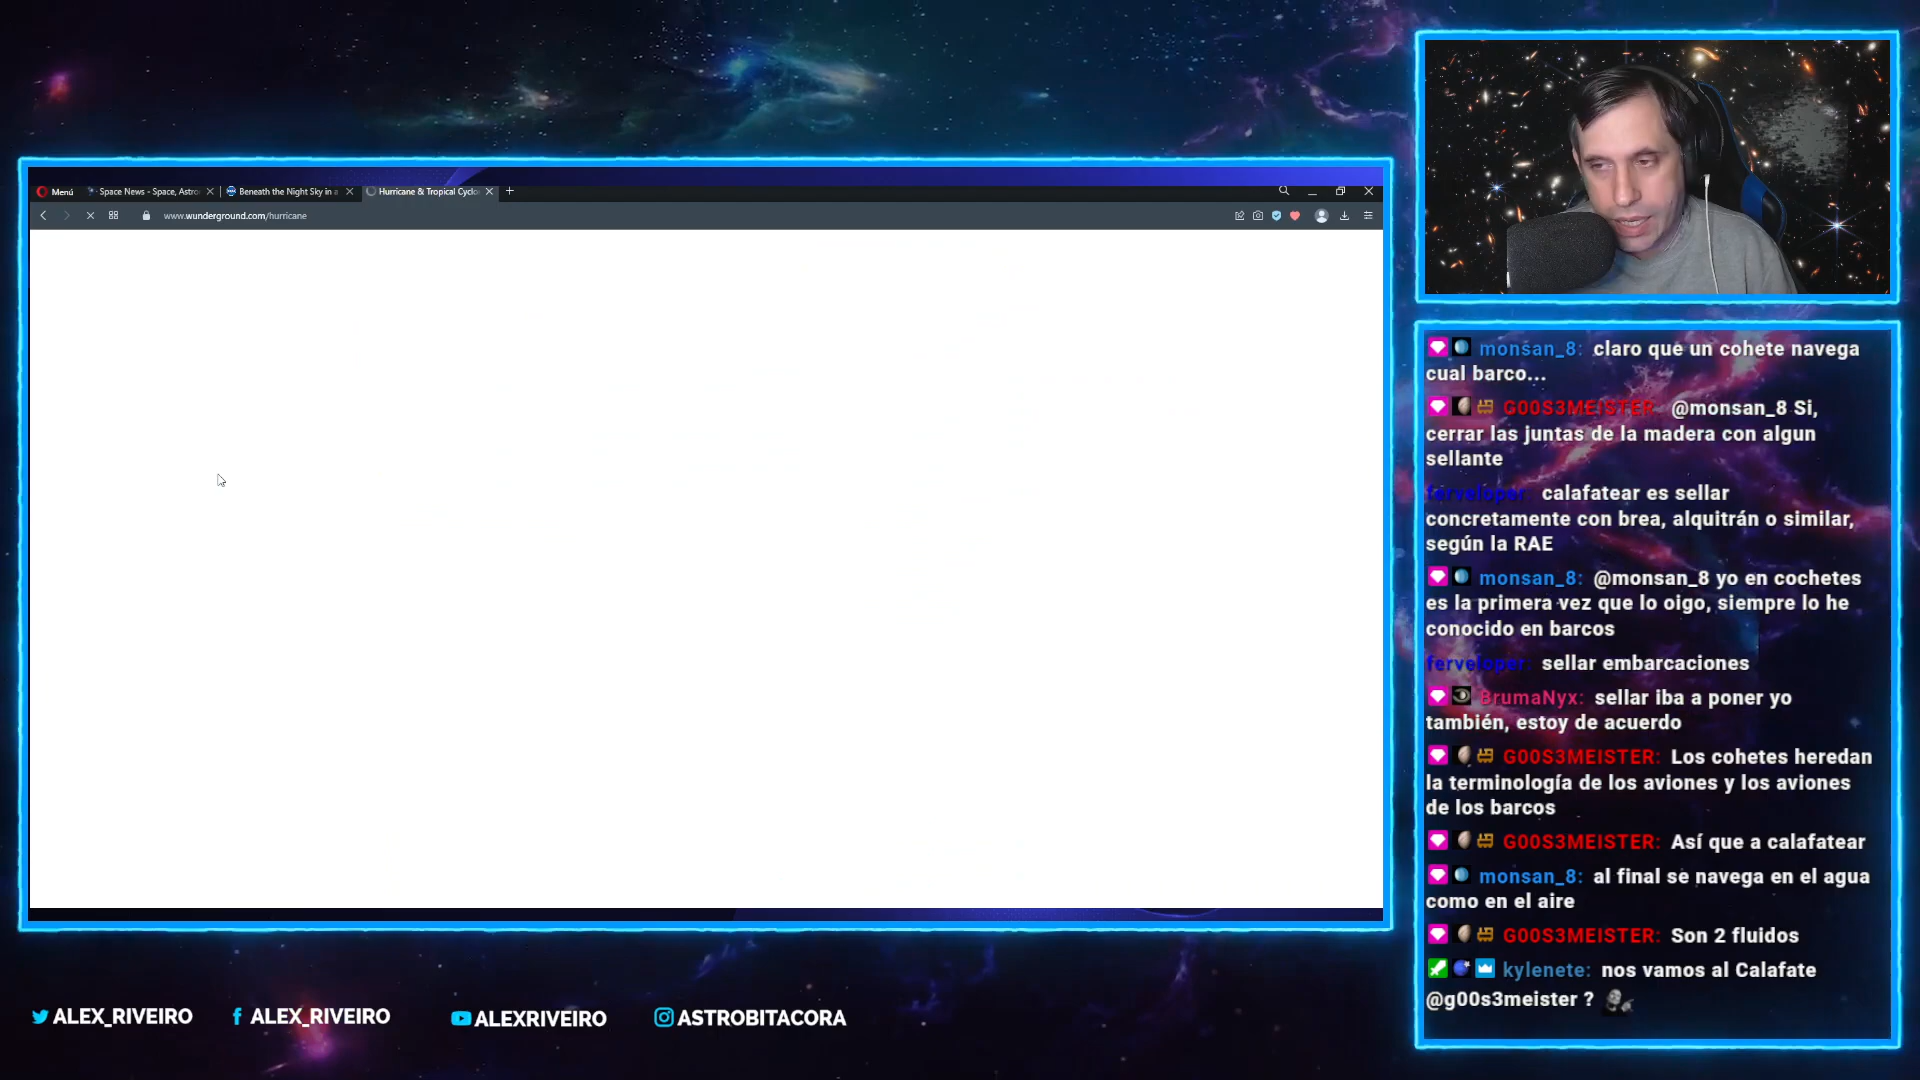 Menú
Space News - Space, Astro
Beneath the Night Sky in a
Hurricane & Tropical Cyclo
www.wunderground.com/hurricane
monsan_8: claro que un cohete navega
cual barco...
G00S3MEISTER: @monsan_8 Si,
cerrar las juntas de la madera con algun
sellante
ferveloper: calafatear es sellar
concretamente con brea, alquitrán o similar,
según la RAE
monsan_8: @monsan_8 yo en cochetes
es la primera vez que lo oigo, siempre lo he
conocido en barcos
ferveloper: sellar embarcaciones
BrumaNyx: sellar iba a poner yo
también, estoy de acuerdo
G00S3MEISTER: Los cohetes heredan
la terminología de los aviones y los aviones
de los barcos
G00S3MEISTER: Así que a calafatear
monsan_8: al final se navega en el agua
como en el aire
G00S3MEISTER: Son 2 fluidos
kylenete: nos vamos al Calafate
@g00s3meister ?
ALEX_RIVEIRO
ALEX_RIVEIRO
ALEXRIVEIRO
ASTROBITACORA